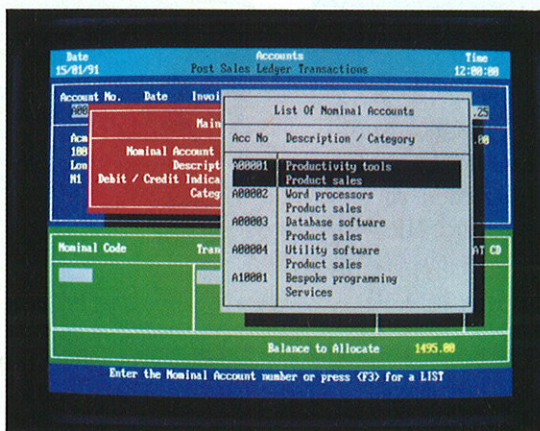 Date Accounts Time
15/01/91 Post Sales Ledger Transactions 12:00:00
Account No. Date Invoi
100 .25
Main
Acm .00
100 Nominal Account
Lon Descript
N1 Debit / Credit Indica
Categ
List Of Nominal Accounts
Acc No Description / Category
A00001 Productivity tools
Product sales
A00002 Word processors
Product sales
A00003 Database software
Product sales
A00004 Utility software
Product sales
A10001 Bespoke programming
Services
Nominal Code Tran AT CD
Balance to Allocate 1495.00
Enter the Nominal Account number or press <F3> for a LIST